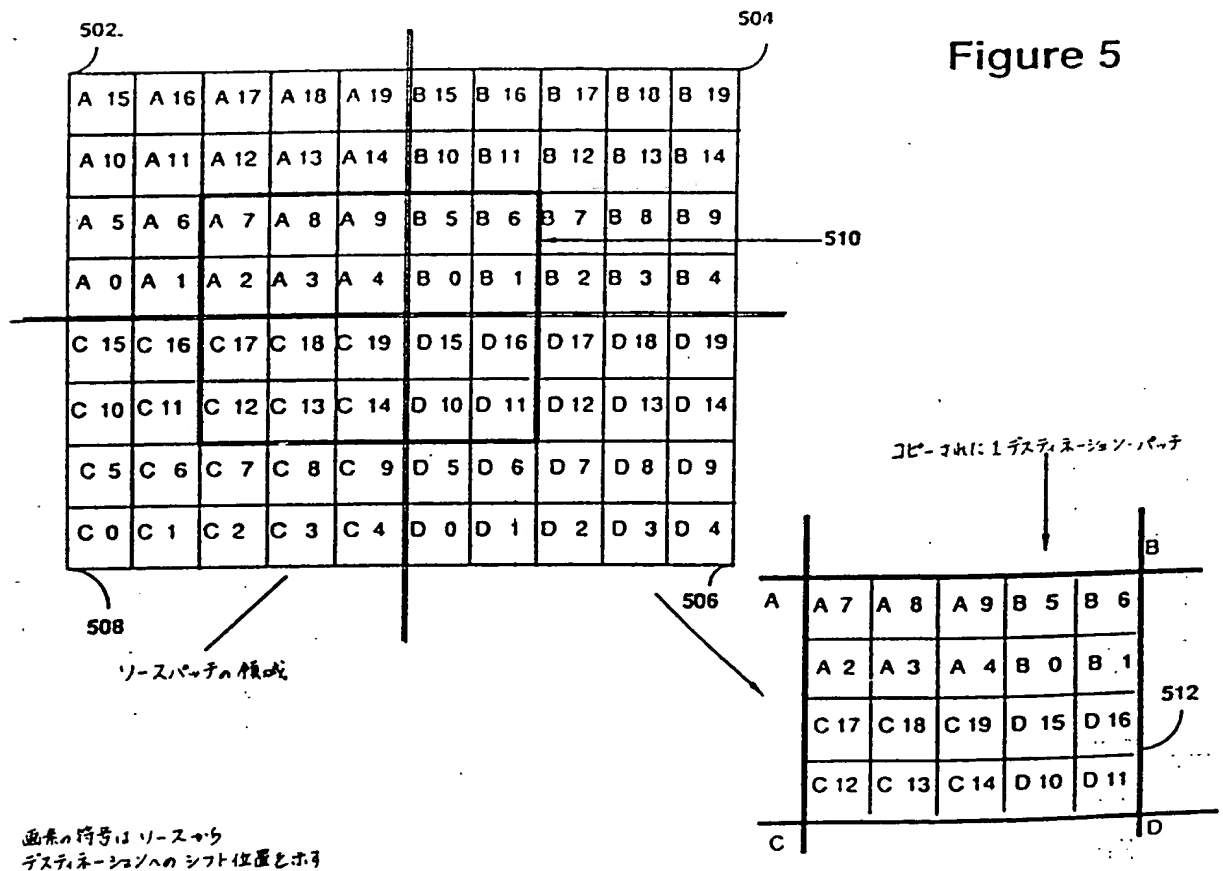 502.
504
Figure 5
A 15 A 16 A 17 A 18 A 19 B 15 B 16 B 17 B 18 B 19
A 10 A 11 A 12 A 13 A 14 B 10 B 11 B 12 B 13 B 14
A 5 A 6 A 7 A 8 A 9 B 5 B 6 B 7 B 8 B 9
510
A 0 A 1 A 2 A 3 A 4 B 0 B 1 B 2 B 3 B 4
C 15 C 16 C 17 C 18 C 19 D 15 D 16 D 17 D 18 D 19
C 10 C 11 C 12 C 13 C 14 D 10 D 11 D 12 D 13 D 14
C 5 C 6 C 7 C 8 C 9 D 5 D 6 D 7 D 8 D 9
C 0 C 1 C 2 C 3 C 4 D 0 D 1 D 2 D 3 D 4
508
506
ソースパッチの領域
コピーされに1デスティネーション・パッチ
B
A
A 7 A 8 A 9 B 5 B 6
A 2 A 3 A 4 B 0 B 1
512
C 17 C 18 C 19 D 15 D 16
C 12 C 13 C 14 D 10 D 11
C
D
画素の符号はソースから
デスティネーションへのシフト位置を示す